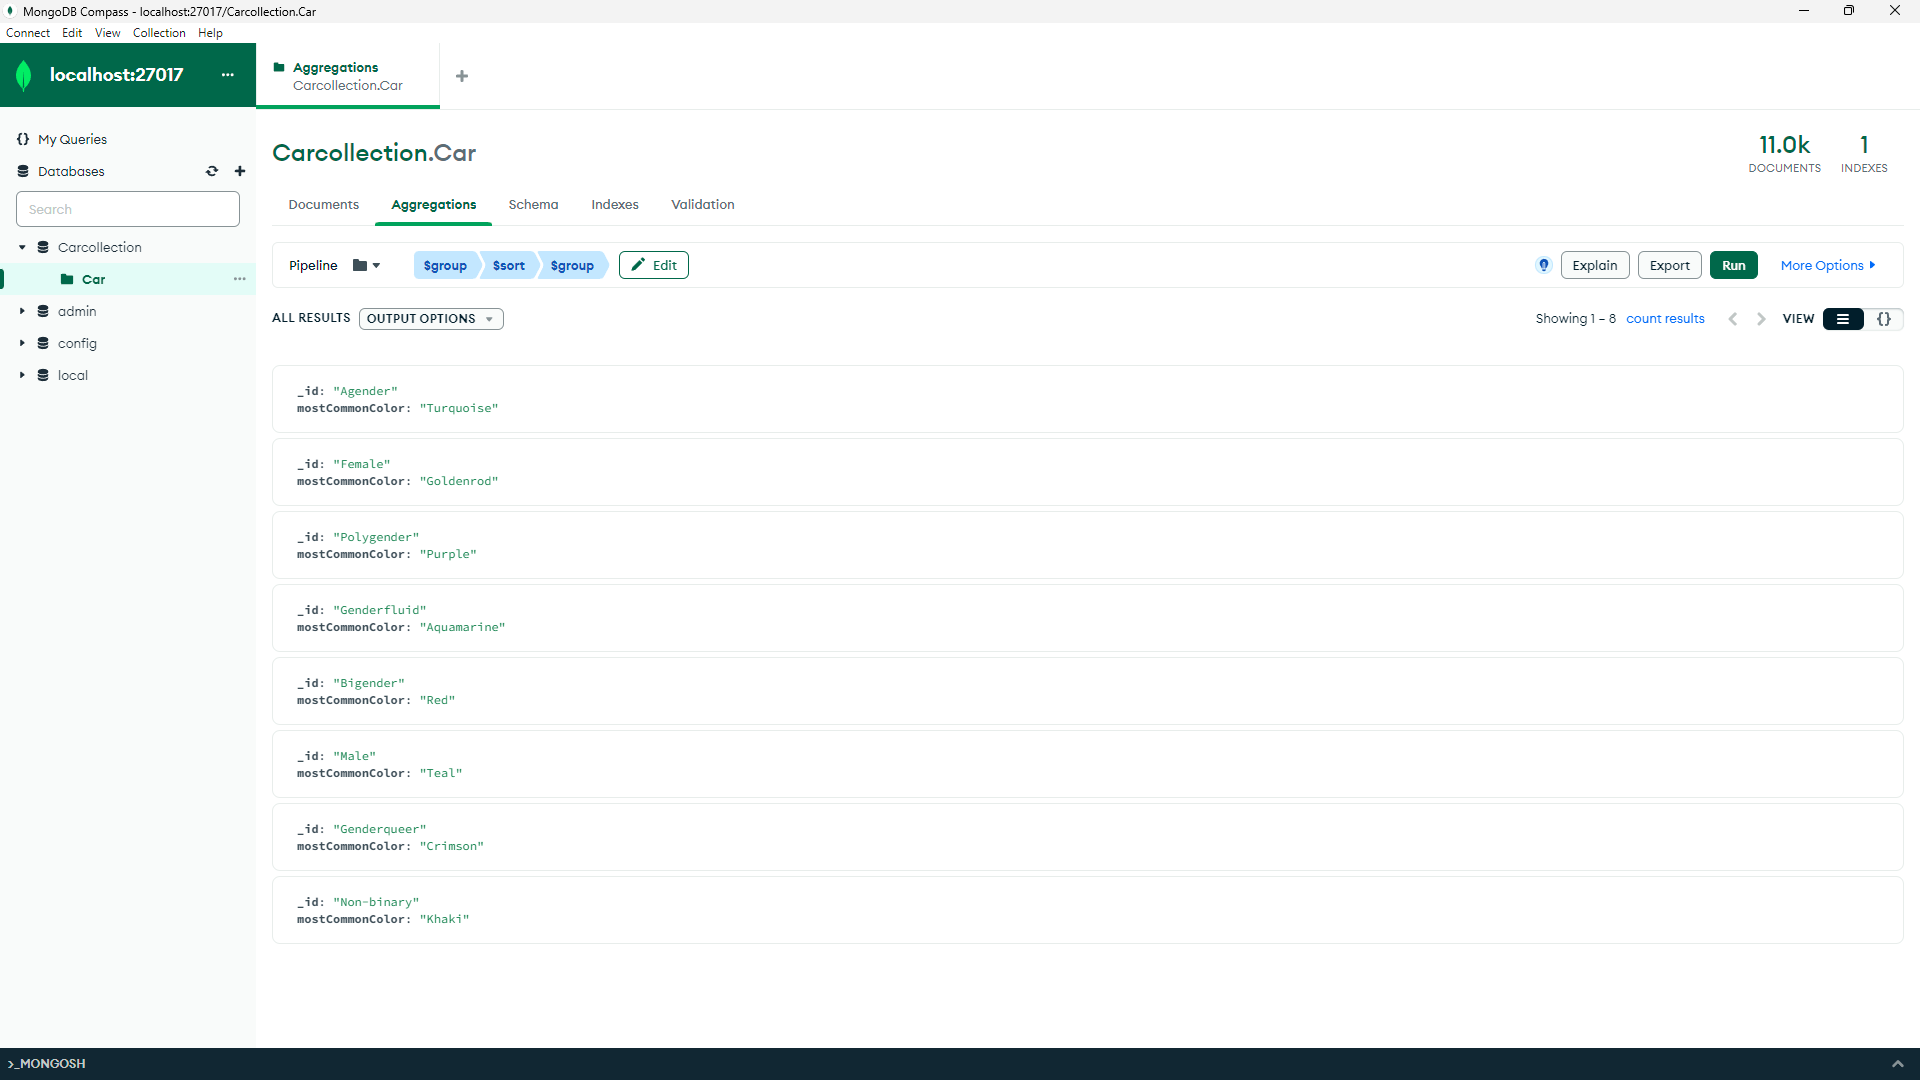 MongoDB Compass - localhost:27017/Carcollection.Car
Connect Edit View Collection Help
localhost:27017
Aggregations
Carcollection.Car
My Queries
Databases
Search
Carcollection
Car
admin
config
local
Carcollection.Car
11.0k
DOCUMENTS
1
INDEXES
Documents Aggregations Schema Indexes Validation
Pipeline $group $sort $group Edit Explain Export Run More Options
ALL RESULTS OUTPUT OPTIONS Showing 1 – 8 count results VIEW {}
_id: "Agender"
mostCommonColor: "Turquoise"
_id: "Female"
mostCommonColor: "Goldenrod"
_id: "Polygender"
mostCommonColor: "Purple"
_id: "Genderfluid"
mostCommonColor: "Aquamarine"
_id: "Bigender"
mostCommonColor: "Red"
_id: "Male"
mostCommonColor: "Teal"
_id: "Genderqueer"
mostCommonColor: "Crimson"
_id: "Non-binary"
mostCommonColor: "Khaki"
>_MONGOSH